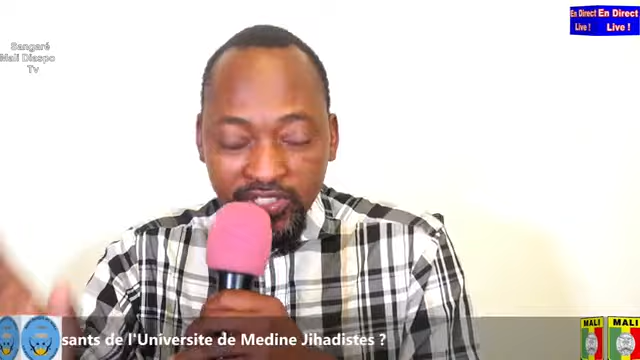 En Direct En Direct
Live ! Live !
Sangaré
Mali Diaspo
Tv
sants de l'Universite de Medine Jihadistes ?
MALI MALI